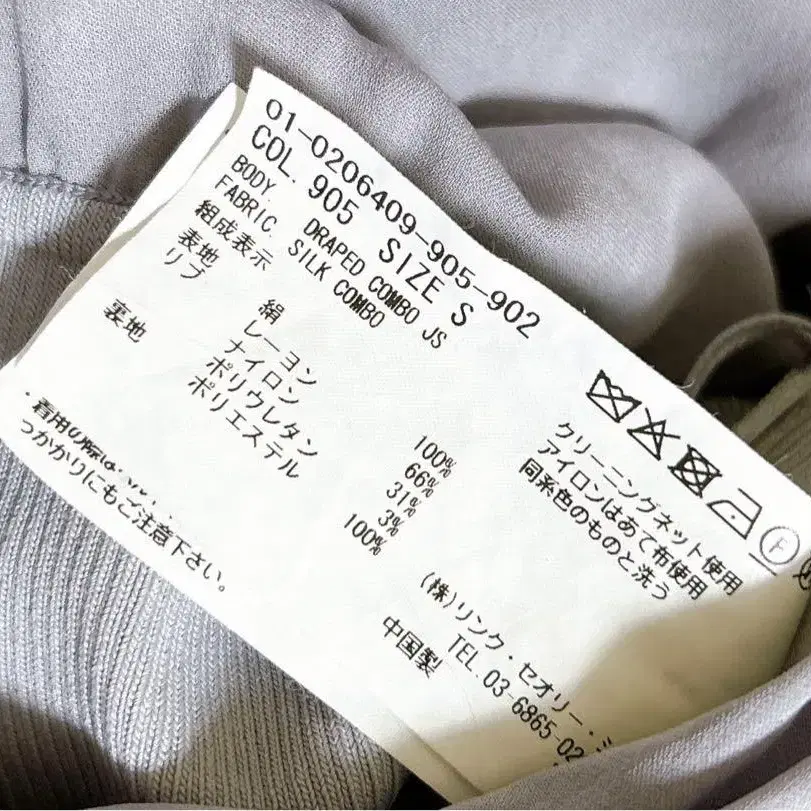 01-0206409-905-902
COL. 905 SIZE S
BODY. DRAPED COMBO JS
FABRIC. SILK COMBO
組成表示
表地 絹 100%
リブ レーヨン 66%
ナイロン 31%
ポリウレタン 3%
裏地 ポリエステル 100%
クリーニングネット使用
アイロンはあて布使用
同系色のものと洗う
・着用の際は
っかかりにもご注意下さい。
(株)リンク・セオリー・
TEL.03-6865-02
中国製
F